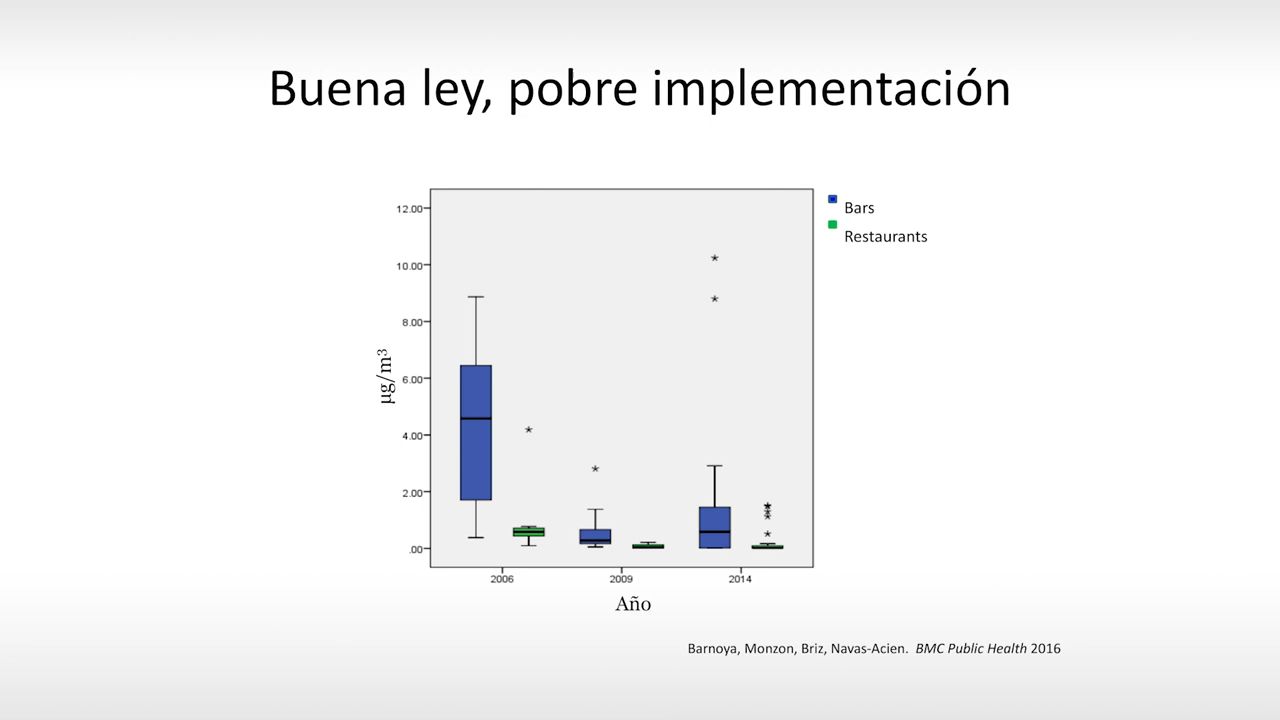 Buena ley, pobre implementación
Bars
Restaurants
12.00
10.00
8.00
6.00
4.00
2.00
.00
µg/m³
2006 2009 2014
Año
Barnoya, Monzon, Briz, Navas-Acien. BMC Public Health 2016